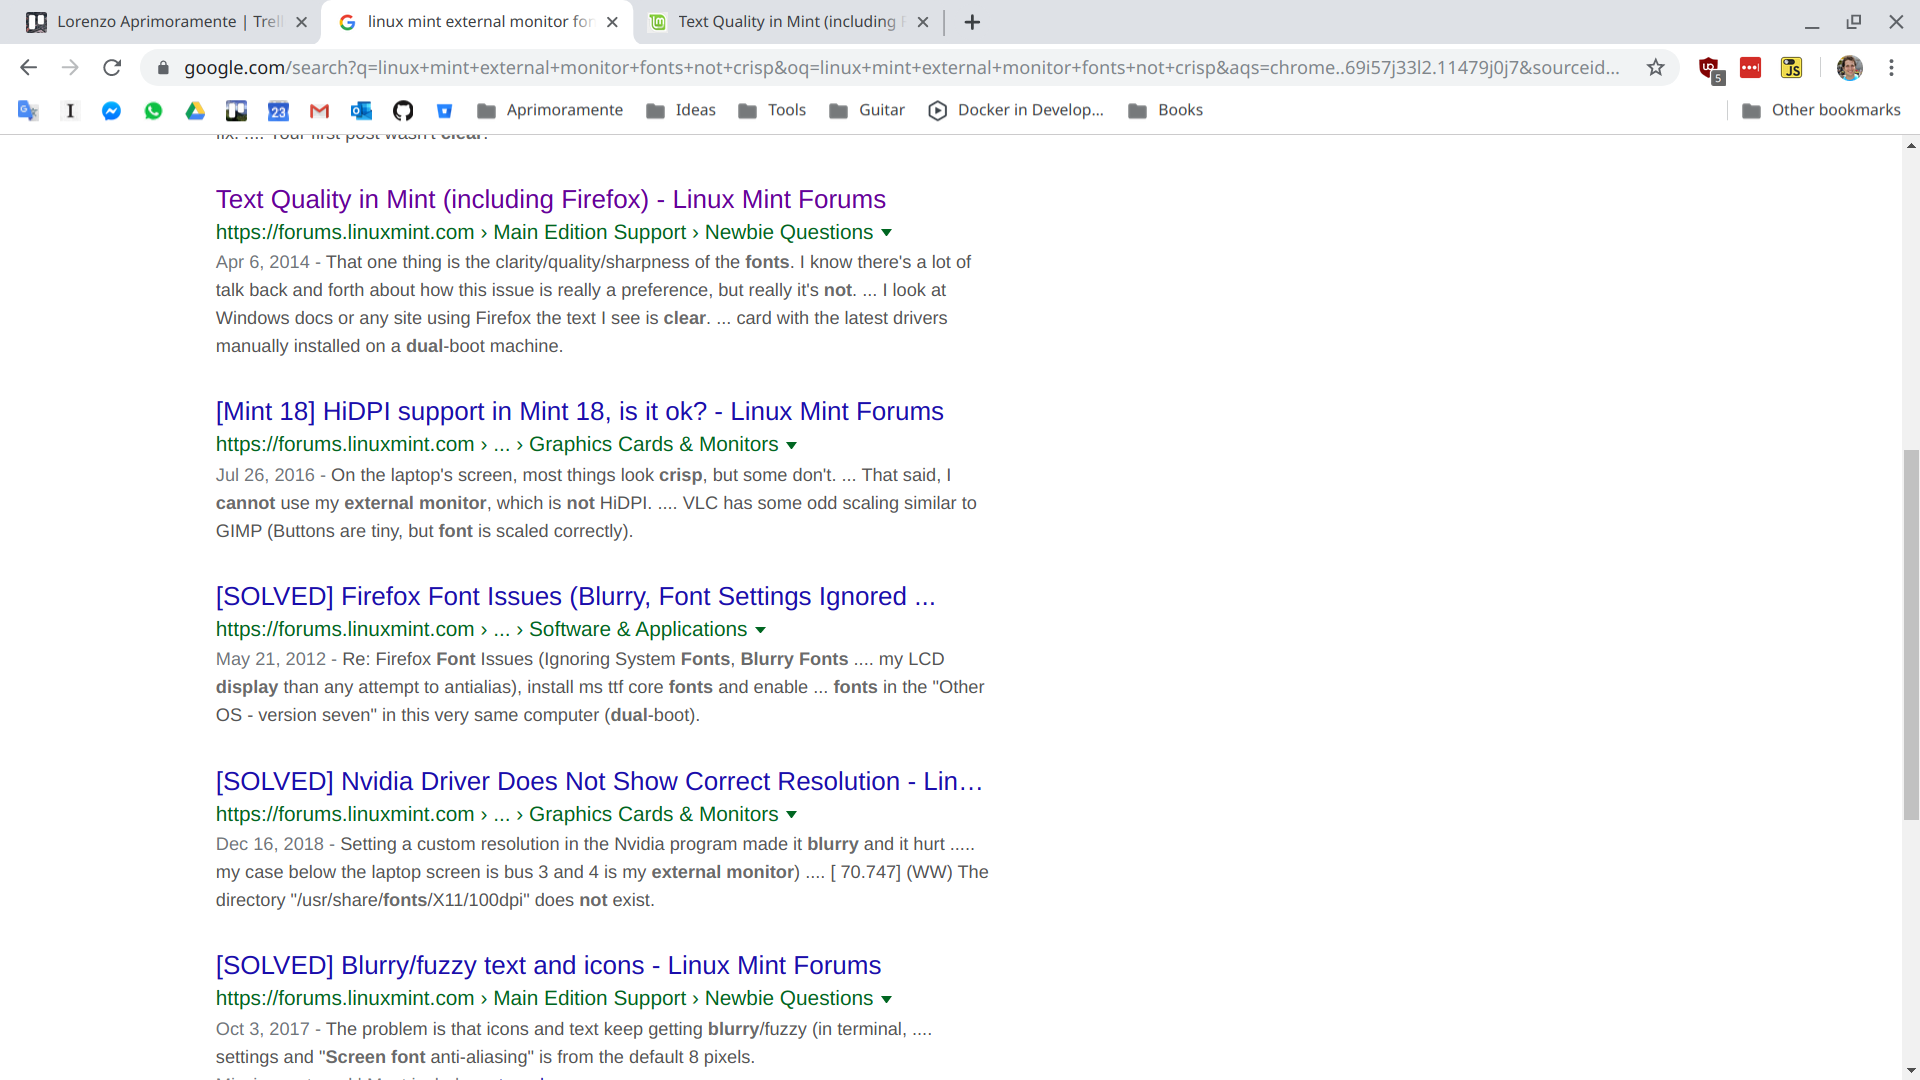 Lorenzo Aprimoramente | Trell
linux mint external monitor for
Text Quality in Mint (including F
google.com/search?q=linux+mint+external+monitor+fonts+not+crisp&oq=linux+mint+external+monitor+fonts+not+crisp&aqs=chrome..69i57j33l2.11479j0j7&sourceid...
5
JS
23
Aprimoramente
Ideas
Tools
Guitar
Docker in Develop...
Books
Other bookmarks
fix. .... Your first post wasn't clear.
Text Quality in Mint (including Firefox) - Linux Mint Forums
https://forums.linuxmint.com › Main Edition Support › Newbie Questions
Apr 6, 2014 - That one thing is the clarity/quality/sharpness of the fonts. I know there's a lot of
talk back and forth about how this issue is really a preference, but really it's not. ... I look at
Windows docs or any site using Firefox the text I see is clear. ... card with the latest drivers
manually installed on a dual-boot machine.
[Mint 18] HiDPI support in Mint 18, is it ok? - Linux Mint Forums
https://forums.linuxmint.com › ... › Graphics Cards & Monitors
Jul 26, 2016 - On the laptop's screen, most things look crisp, but some don't. ... That said, I
cannot use my external monitor, which is not HiDPI. .... VLC has some odd scaling similar to
GIMP (Buttons are tiny, but font is scaled correctly).
[SOLVED] Firefox Font Issues (Blurry, Font Settings Ignored ...
https://forums.linuxmint.com › ... › Software & Applications
May 21, 2012 - Re: Firefox Font Issues (Ignoring System Fonts, Blurry Fonts .... my LCD
display than any attempt to antialias), install ms ttf core fonts and enable ... fonts in the "Other
OS - version seven" in this very same computer (dual-boot).
[SOLVED] Nvidia Driver Does Not Show Correct Resolution - Lin...
https://forums.linuxmint.com › ... › Graphics Cards & Monitors
Dec 16, 2018 - Setting a custom resolution in the Nvidia program made it blurry and it hurt .....
my case below the laptop screen is bus 3 and 4 is my external monitor) .... [ 70.747] (WW) The
directory "/usr/share/fonts/X11/100dpi" does not exist.
[SOLVED] Blurry/fuzzy text and icons - Linux Mint Forums
https://forums.linuxmint.com › Main Edition Support › Newbie Questions
Oct 3, 2017 - The problem is that icons and text keep getting blurry/fuzzy (in terminal, ....
settings and "Screen font anti-aliasing" is from the default 8 pixels.